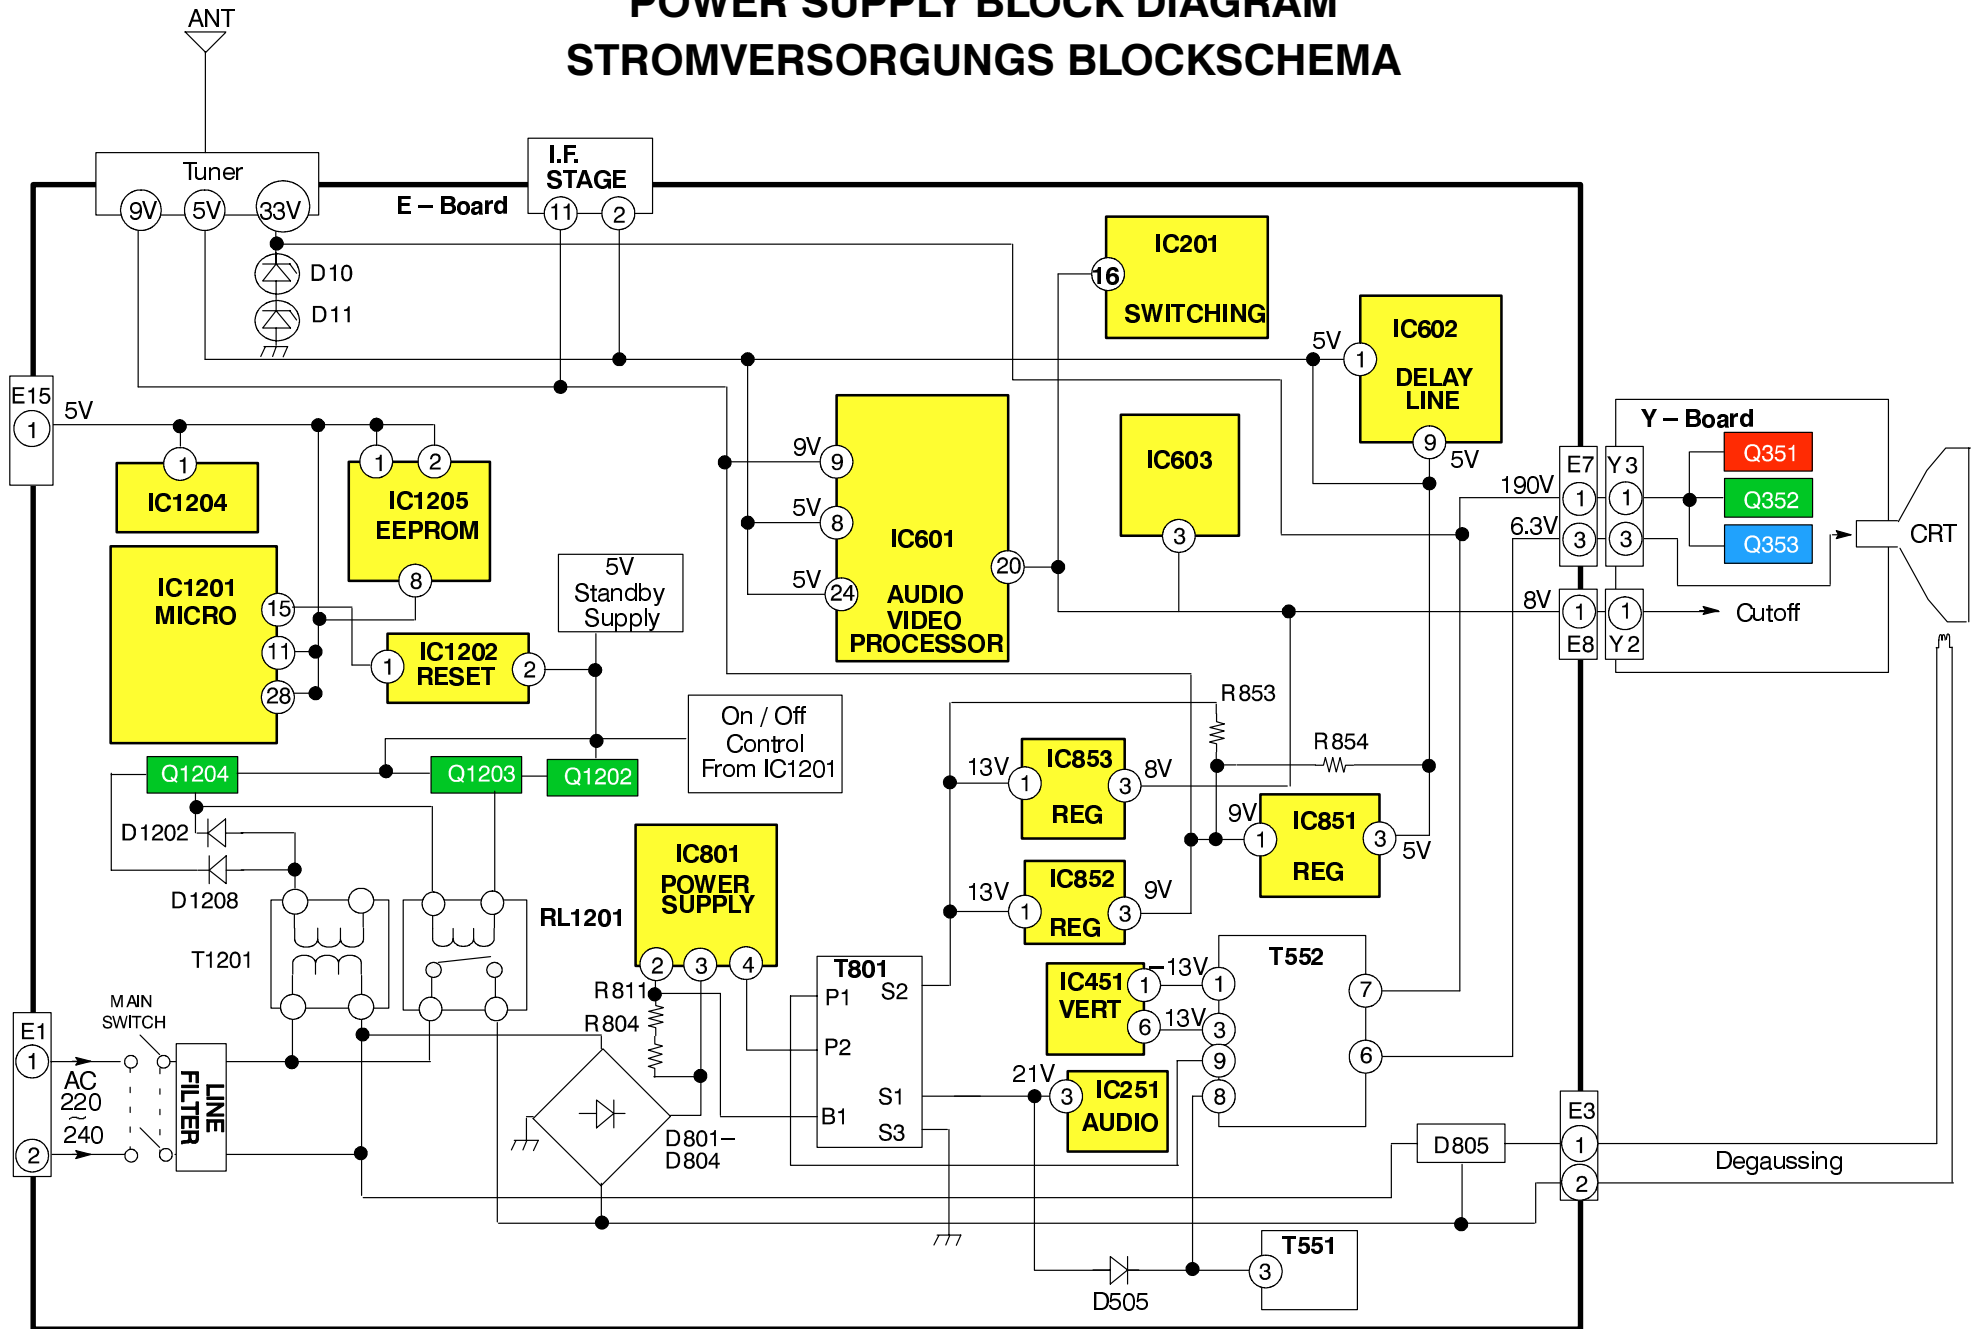 POWER SUPPLY BLOCK DIAGRAM
STROMVERSORGUNGS BLOCKSCHEMA
ANT
Tuner
9V
5V
33V
E – Board
I.F.
STAGE
11
2
D10
D11
IC201
16
SWITCHING
IC602
5V
1
DELAY
LINE
9
5V
E15
1
5V
1
IC1204
1
2
IC1205
EEPROM
8
IC1201
MICRO
15
11
28
1
IC1202
RESET
2
5V
Standby
Supply
9V
9
5V
8
5V
24
IC601
20
AUDIO
VIDEO
PROCESSOR
IC603
3
190V
6.3V
8V
E7
1
3
1
E8
Y3
1
3
1
Y2
Y – Board
Q351
Q352
Q353
CRT
Cutoff
On / Off
Control
From IC1201
Q1204
Q1203
Q1202
D1202
D1208
T1201
RL1201
R853
R854
13V
1
IC853
REG
3
8V
9V
1
IC851
REG
3
5V
13V
1
IC852
REG
3
9V
IC801
POWER
SUPPLY
2
3
4
R811
R804
D801–
D804
T801
P1
P2
B1
S2
S1
S3
IC451
VERT
1
6
–13V
13V
T552
1
3
9
8
7
6
21V
3
IC251
AUDIO
MAIN
SWITCH
E1
1
2
AC
220
~
240
LINE
FILTER
D805
E3
1
2
Degaussing
D505
T551
3